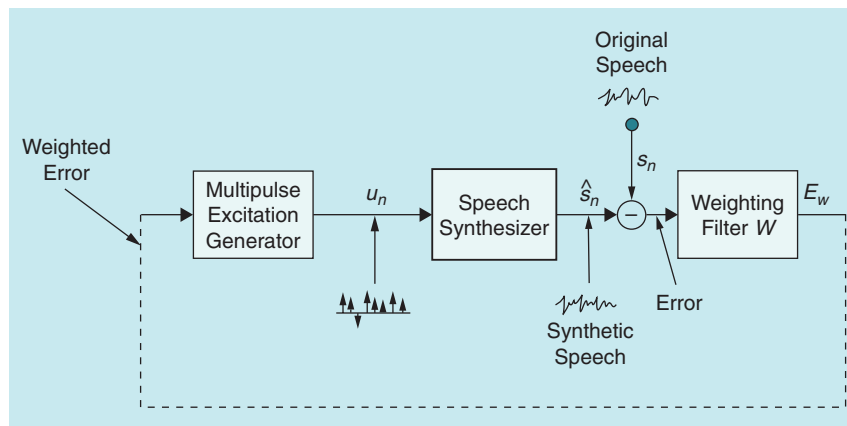 Original
Speech
Weighted
Error
s_n
Multipulse
Excitation
Generator
u_n
Speech
Synthesizer
ŝ_n
−
Weighting
Filter W
E_w
Error
Synthetic
Speech